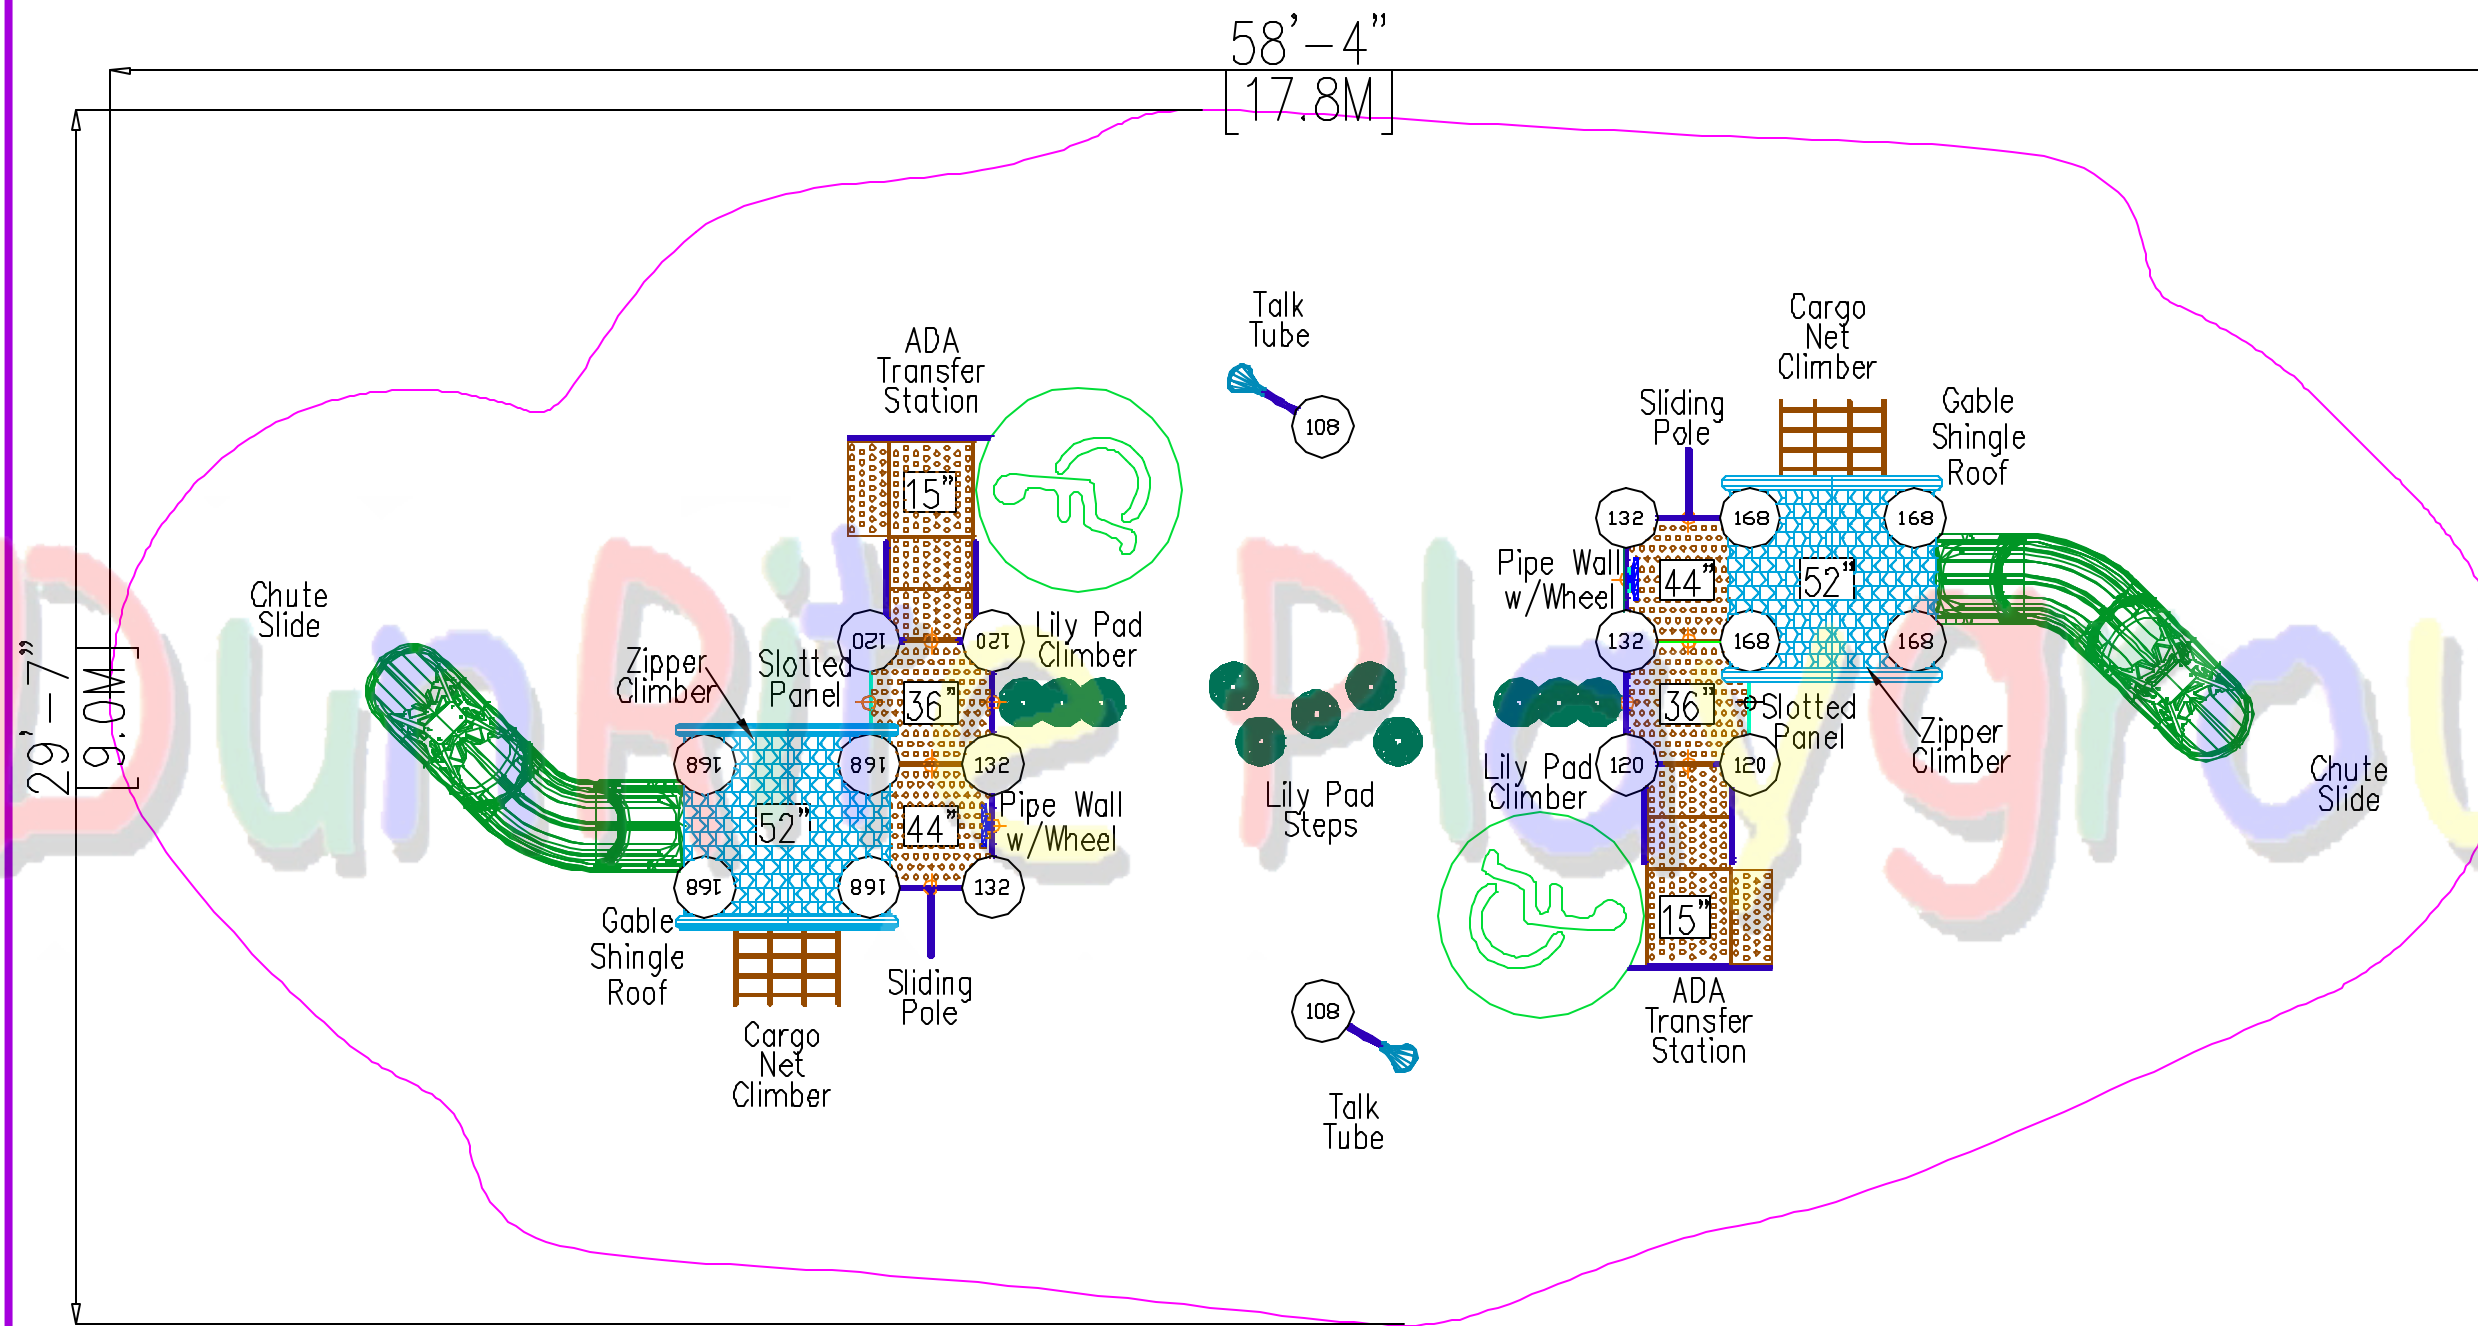 58'-4"
[17.8M]
29'-7"
[9.0M]
Talk
Tube
108
Cargo
Net
Climber
ADA
Transfer
Station
15"
Sliding
Pole
Gable
Shingle
Roof
132
168
168
Pipe Wall
w/Wheel
44"
52"
Chute
Slide
120
120
Lily Pad
Climber
132
168
168
Zipper
Climber
Slotted
Panel
36"
36"
Slotted
Panel
Zipper
Climber
168
168
132
Lily Pad
Climber
120
120
Chute
Slide
Lily Pad
Steps
52"
44"
Pipe Wall
w/Wheel
168
168
132
15"
Gable
Shingle
Roof
Sliding
Pole
ADA
Transfer
Station
108
Cargo
Net
Climber
Talk
Tube
DunRite Playgrou